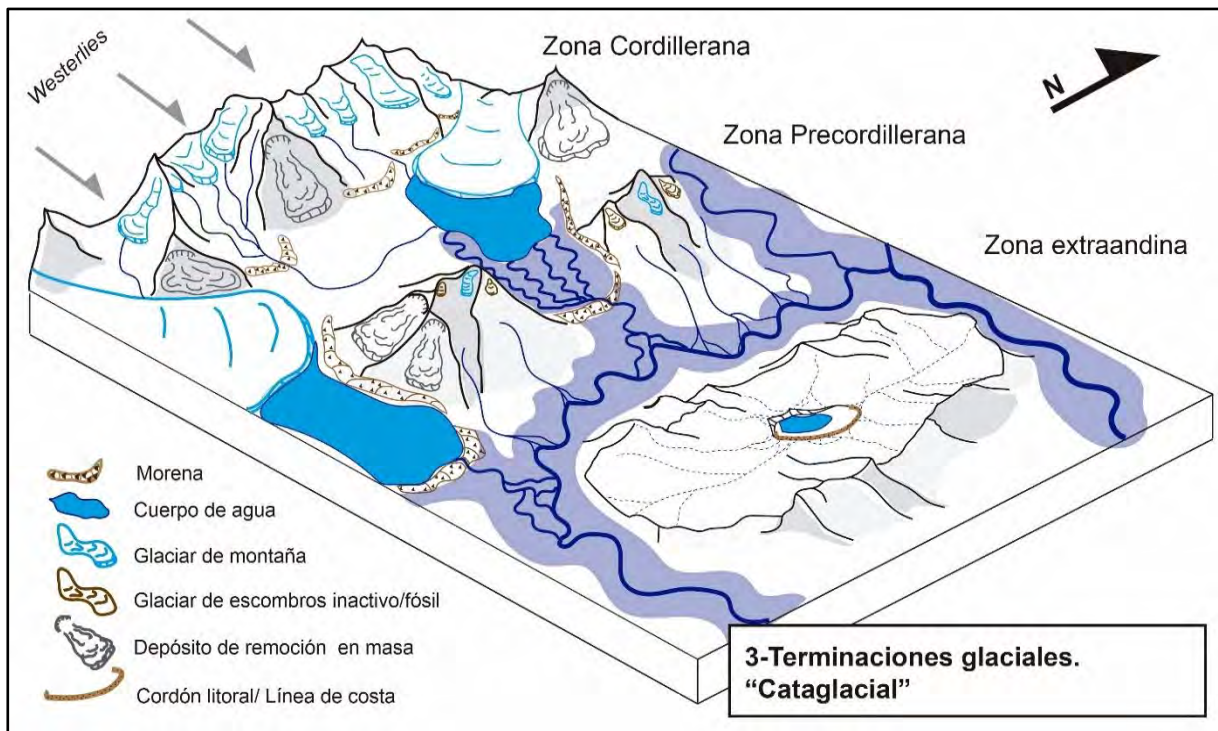 Westerlies
Zona Cordillerana
N
Zona Precordillerana
Zona extraandina
Morena
Cuerpo de agua
Glaciar de montaña
Glaciar de escombros inactivo/fósil
Depósito de remoción en masa
Cordón litoral/ Línea de costa
3-Terminaciones glaciales.
“Cataglacial”